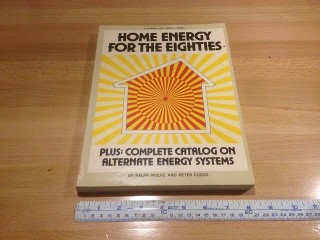 HOME ENERGY
FOR THE EIGHTIES
PLUS: COMPLETE CATALOG ON
ALTERNATE ENERGY SYSTEMS
BY RALPH WOLFE AND PETER CLEGG